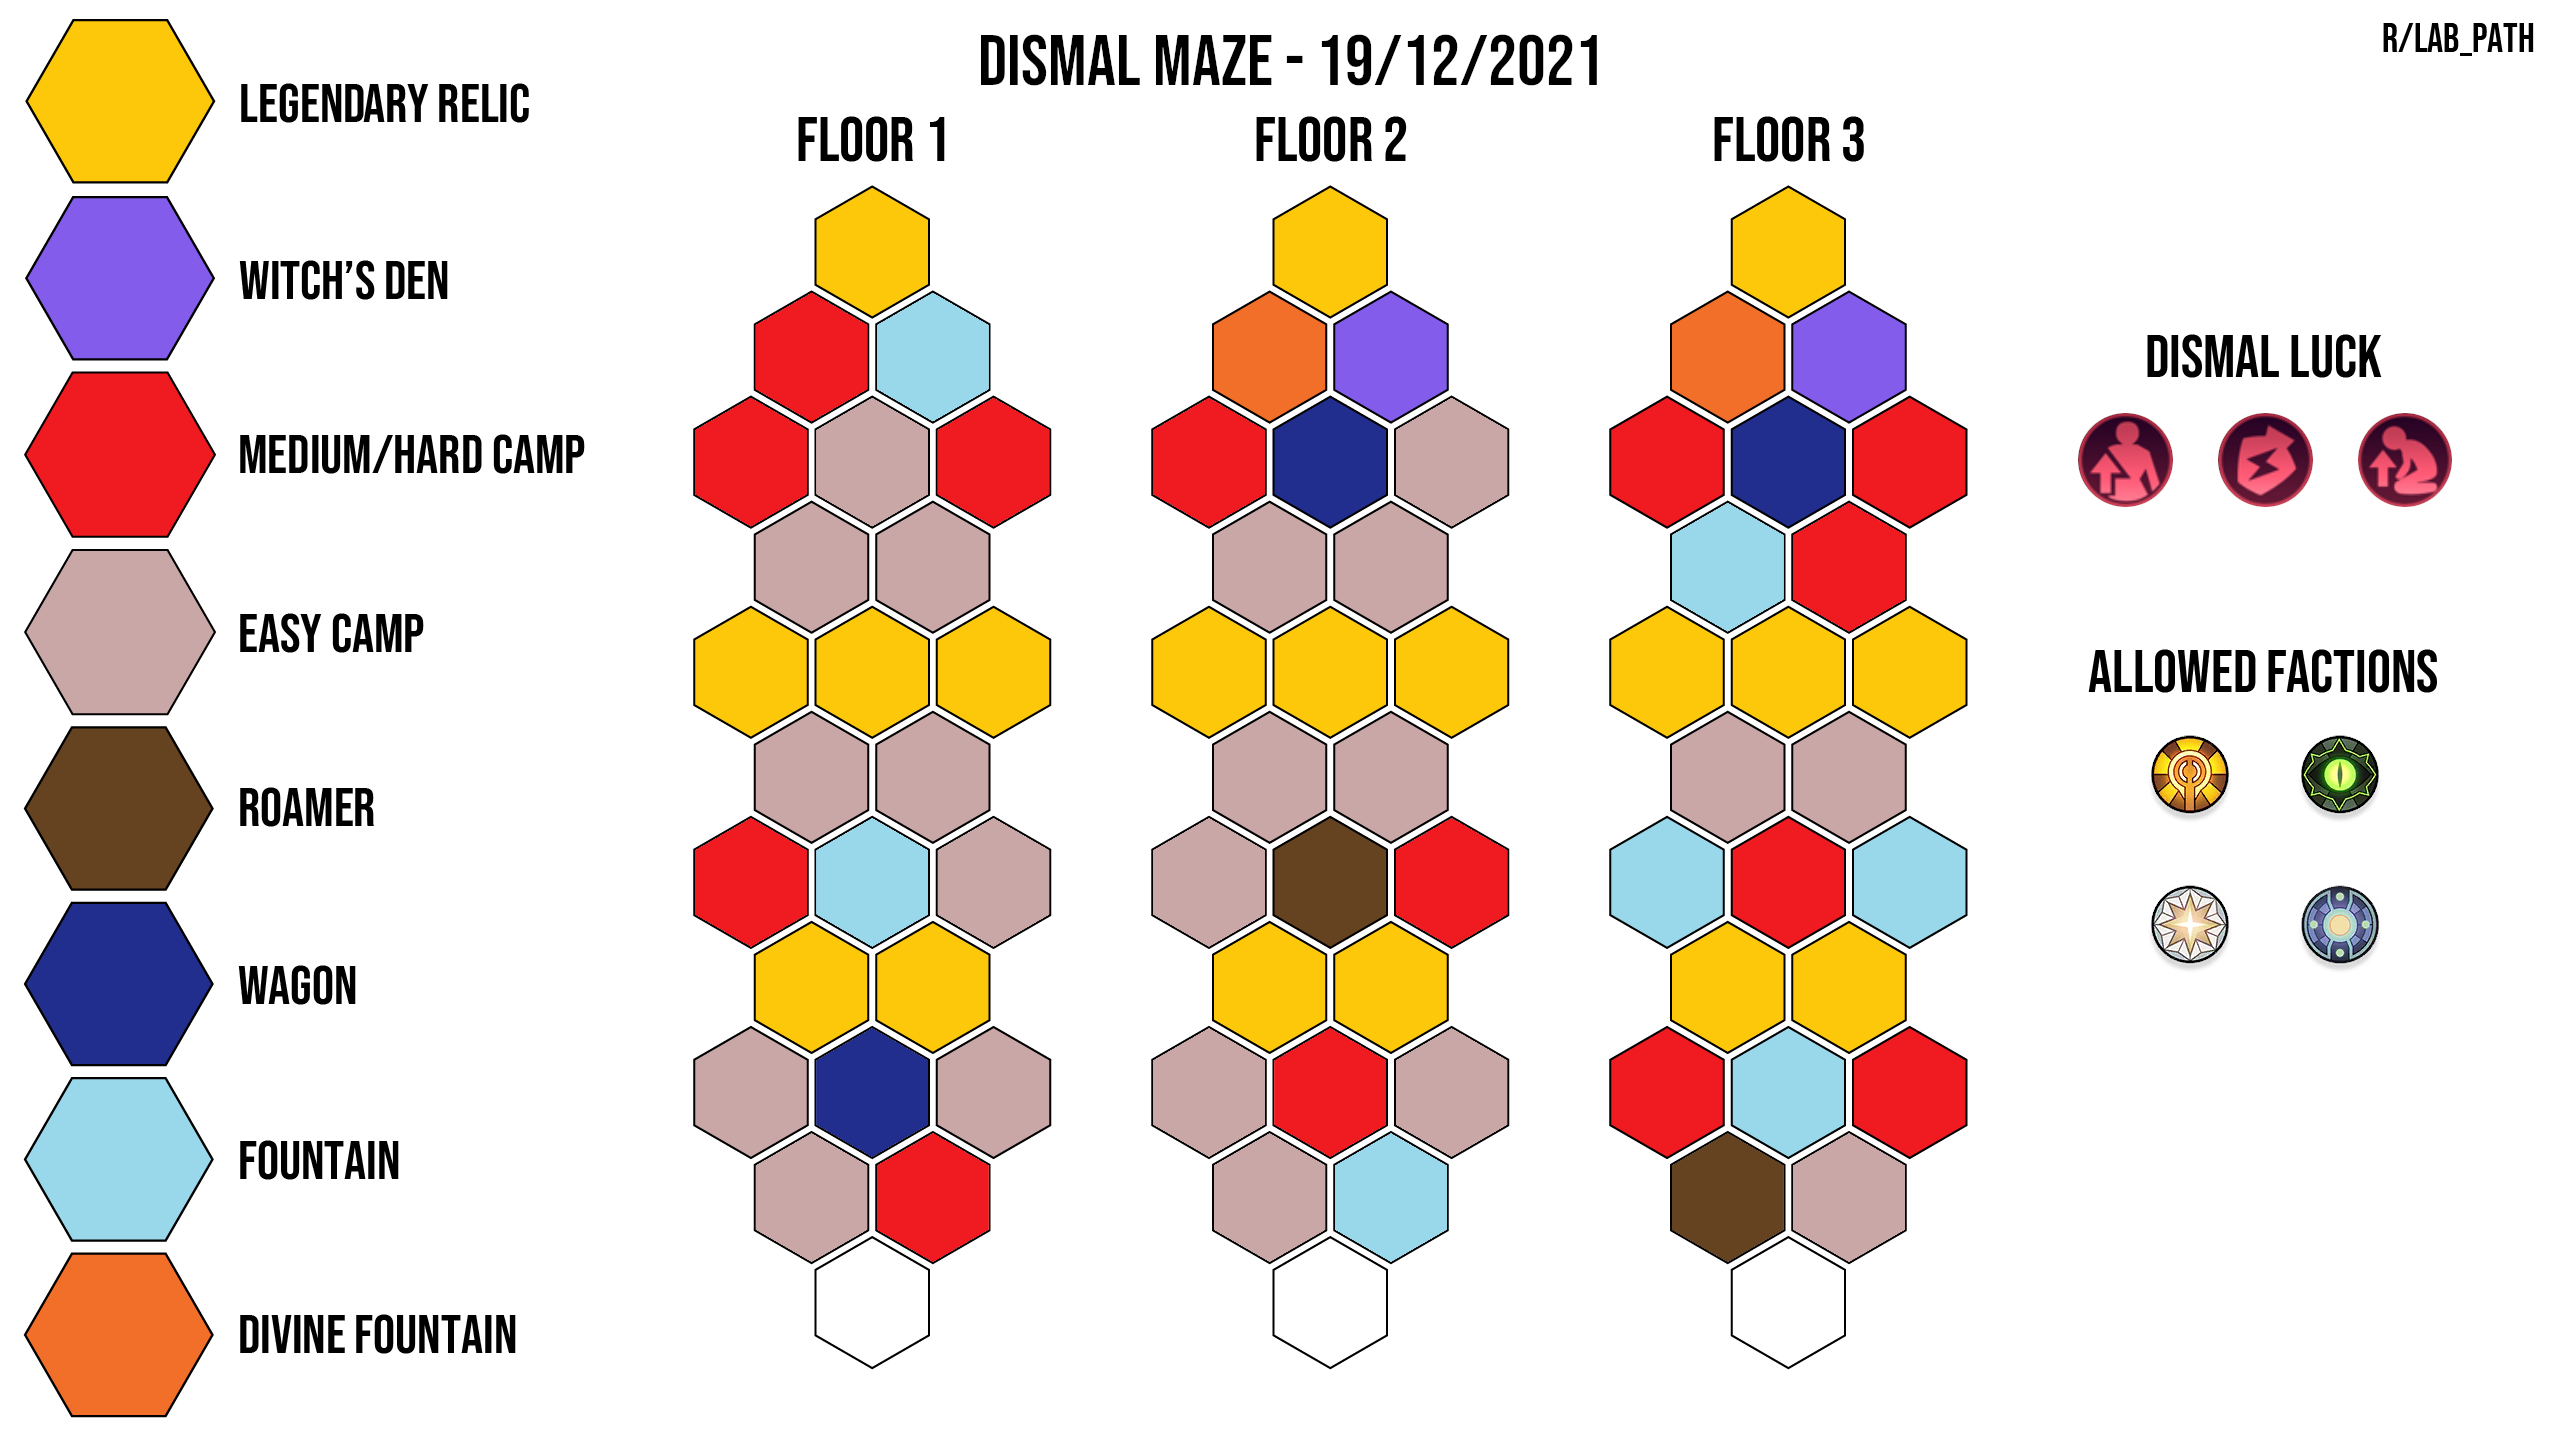 DISMAL MAZE - 19/12/2021
R/LAB_PATH
LEGENDARY RELIC
WITCH'S DEN
MEDIUM/HARD CAMP
EASY CAMP
ROAMER
WAGON
FOUNTAIN
DIVINE FOUNTAIN
FLOOR 1
FLOOR 2
FLOOR 3
DISMAL LUCK
ALLOWED FACTIONS